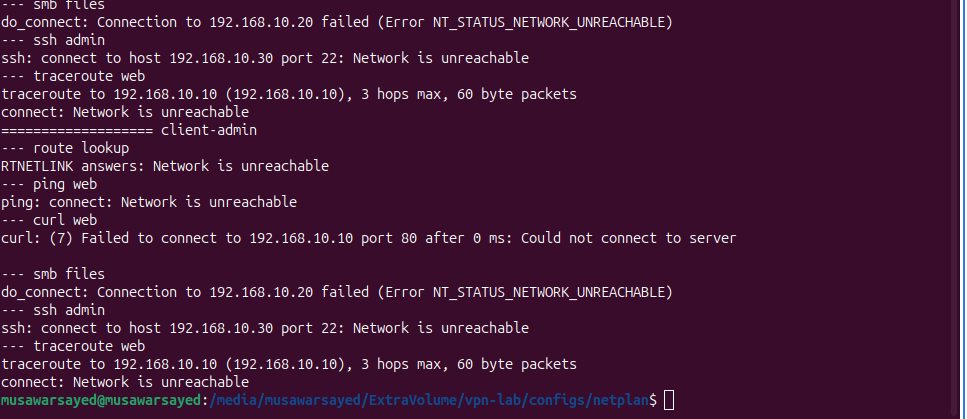 --- smb files
do_connect: Connection to 192.168.10.20 failed (Error NT_STATUS_NETWORK_UNREACHABLE)
--- ssh admin
ssh: connect to host 192.168.10.30 port 22: Network is unreachable
--- traceroute web
traceroute to 192.168.10.10 (192.168.10.10), 3 hops max, 60 byte packets
connect: Network is unreachable
=================== client-admin
--- route lookup
RTNETLINK answers: Network is unreachable
--- ping web
ping: connect: Network is unreachable
--- curl web
curl: (7) Failed to connect to 192.168.10.10 port 80 after 0 ms: Could not connect to server

--- smb files
do_connect: Connection to 192.168.10.20 failed (Error NT_STATUS_NETWORK_UNREACHABLE)
--- ssh admin
ssh: connect to host 192.168.10.30 port 22: Network is unreachable
--- traceroute web
traceroute to 192.168.10.10 (192.168.10.10), 3 hops max, 60 byte packets
connect: Network is unreachable
musawarsayed@musawarsayed:/media/musawarsayed/ExtraVolume/vpn-lab/configs/netplan$